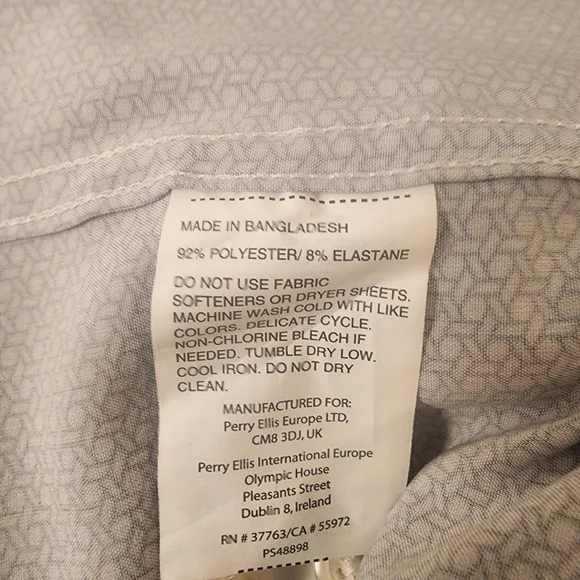 MADE IN BANGLADESH
92% POLYESTER/ 8% ELASTANE
DO NOT USE FABRIC
SOFTENERS OR DRYER SHEETS.
MACHINE WASH COLD WITH LIKE
COLORS. DELICATE CYCLE.
NON-CHLORINE BLEACH IF
NEEDED. TUMBLE DRY LOW.
COOL IRON. DO NOT DRY
CLEAN.
MANUFACTURED FOR:
Perry Ellis Europe LTD,
CM8 3DJ, UK
Perry Ellis International Europe
Olympic House
Pleasants Street
Dublin 8, Ireland
RN # 37763/CA # 55972
PS48898